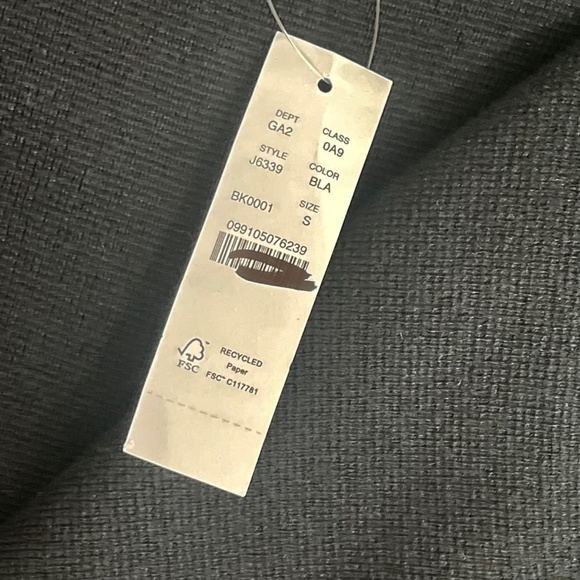 DEPT CLASS
GA2 0A9
STYLE COLOR
J6339 BLA
BK0001 SIZE
S
099105076239
FSC
RECYCLED
Paper
FSC™ C117781